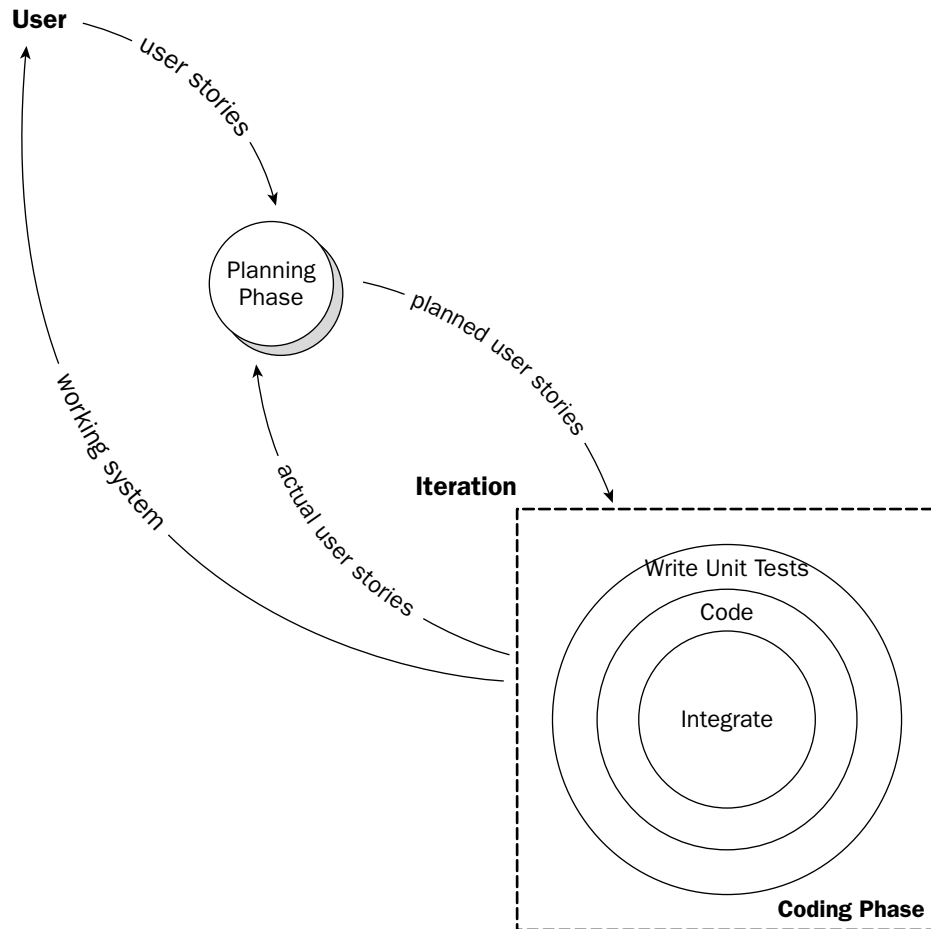 User
user stories
Planning
Phase
planned user stories
working system
actual user stories
Iteration
Write Unit Tests
Code
Integrate
Coding Phase